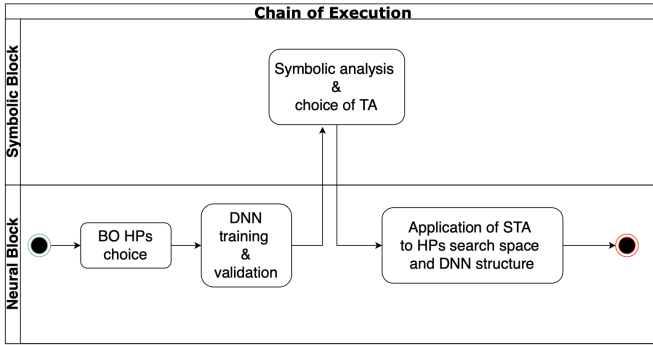 Chain of Execution
Symbolic Block
Symbolic analysis
&
choice of TA
Neural Block
BO HPs
choice
DNN
training
&
validation
Application of STA
to HPs search space
and DNN structure